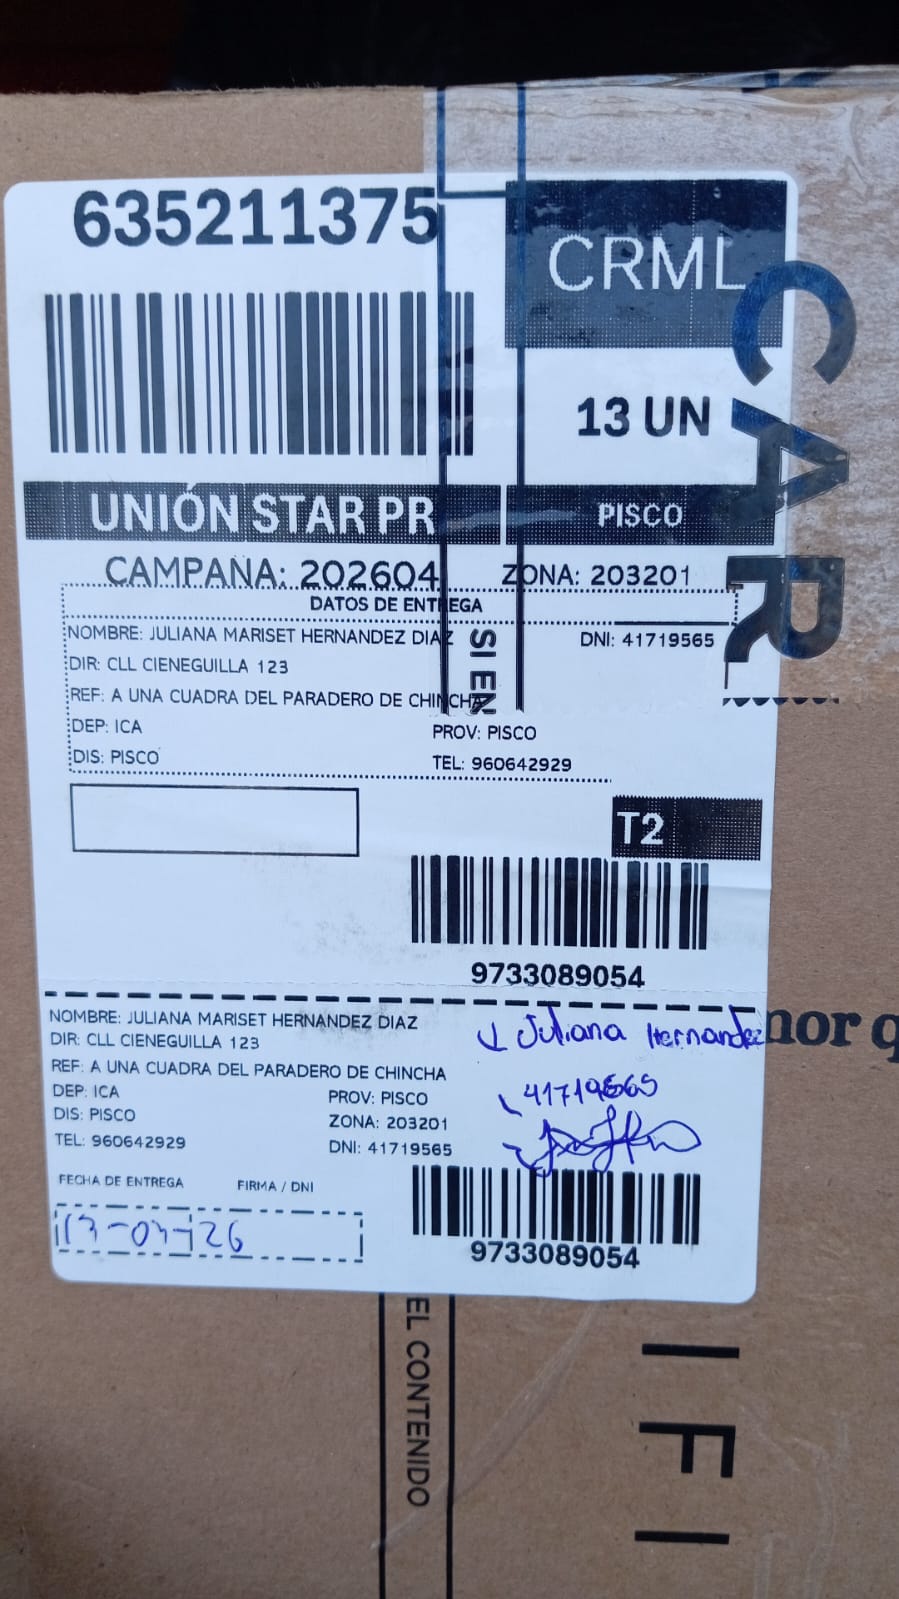 635211375
CRML
13 UN
UNIÓN STAR PR
PISCO
CAMPAÑA: 202604
ZONA: 203201
DATOS DE ENTREGA
NOMBRE: JULIANA MARISET HERNANDEZ DIAZ
DNI: 41719565
DIR: CLL CIENEGUILLA 123
REF: A UNA CUADRA DEL PARADERO DE CHINCHA
DEP: ICA
PROV: PISCO
DIS: PISCO
TEL: 960642929
T2
9733089054
NOMBRE: JULIANA MARISET HERNANDEZ DIAZ
DIR: CLL CIENEGUILLA 123
REF: A UNA CUADRA DEL PARADERO DE CHINCHA
DEP: ICA
PROV: PISCO
DIS: PISCO
ZONA: 203201
TEL: 960642929
DNI: 41719565
Juliana Hernandez
41719565
FECHA DE ENTREGA
FIRMA / DNI
9733089054
CAR
SI EN
EL CONTENIDO
nor q
I F I